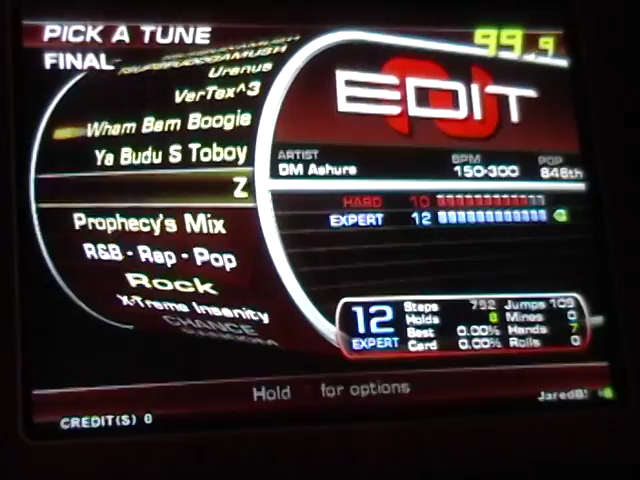 PICK A TUNE
FINAL
99.9
Uranus
VerTex^3
Wham Bam Boogie
Ya Budu S Toboy
Z
Prophecy's Mix
R&B - Rap - Pop
Rock
X-Treme Insanity
CHANCE
EDIT
ARTIST
DM Ashura
BPM
150-300
POP
846th
HARD 10
EXPERT 12
12
EXPERT
Steps 792 Jumps 109
Holds 8 Mines 0
Best 0.00% Hands 7
Card 0.00% Rolls 0
Hold for options
CREDIT(S) 0
JaredB!